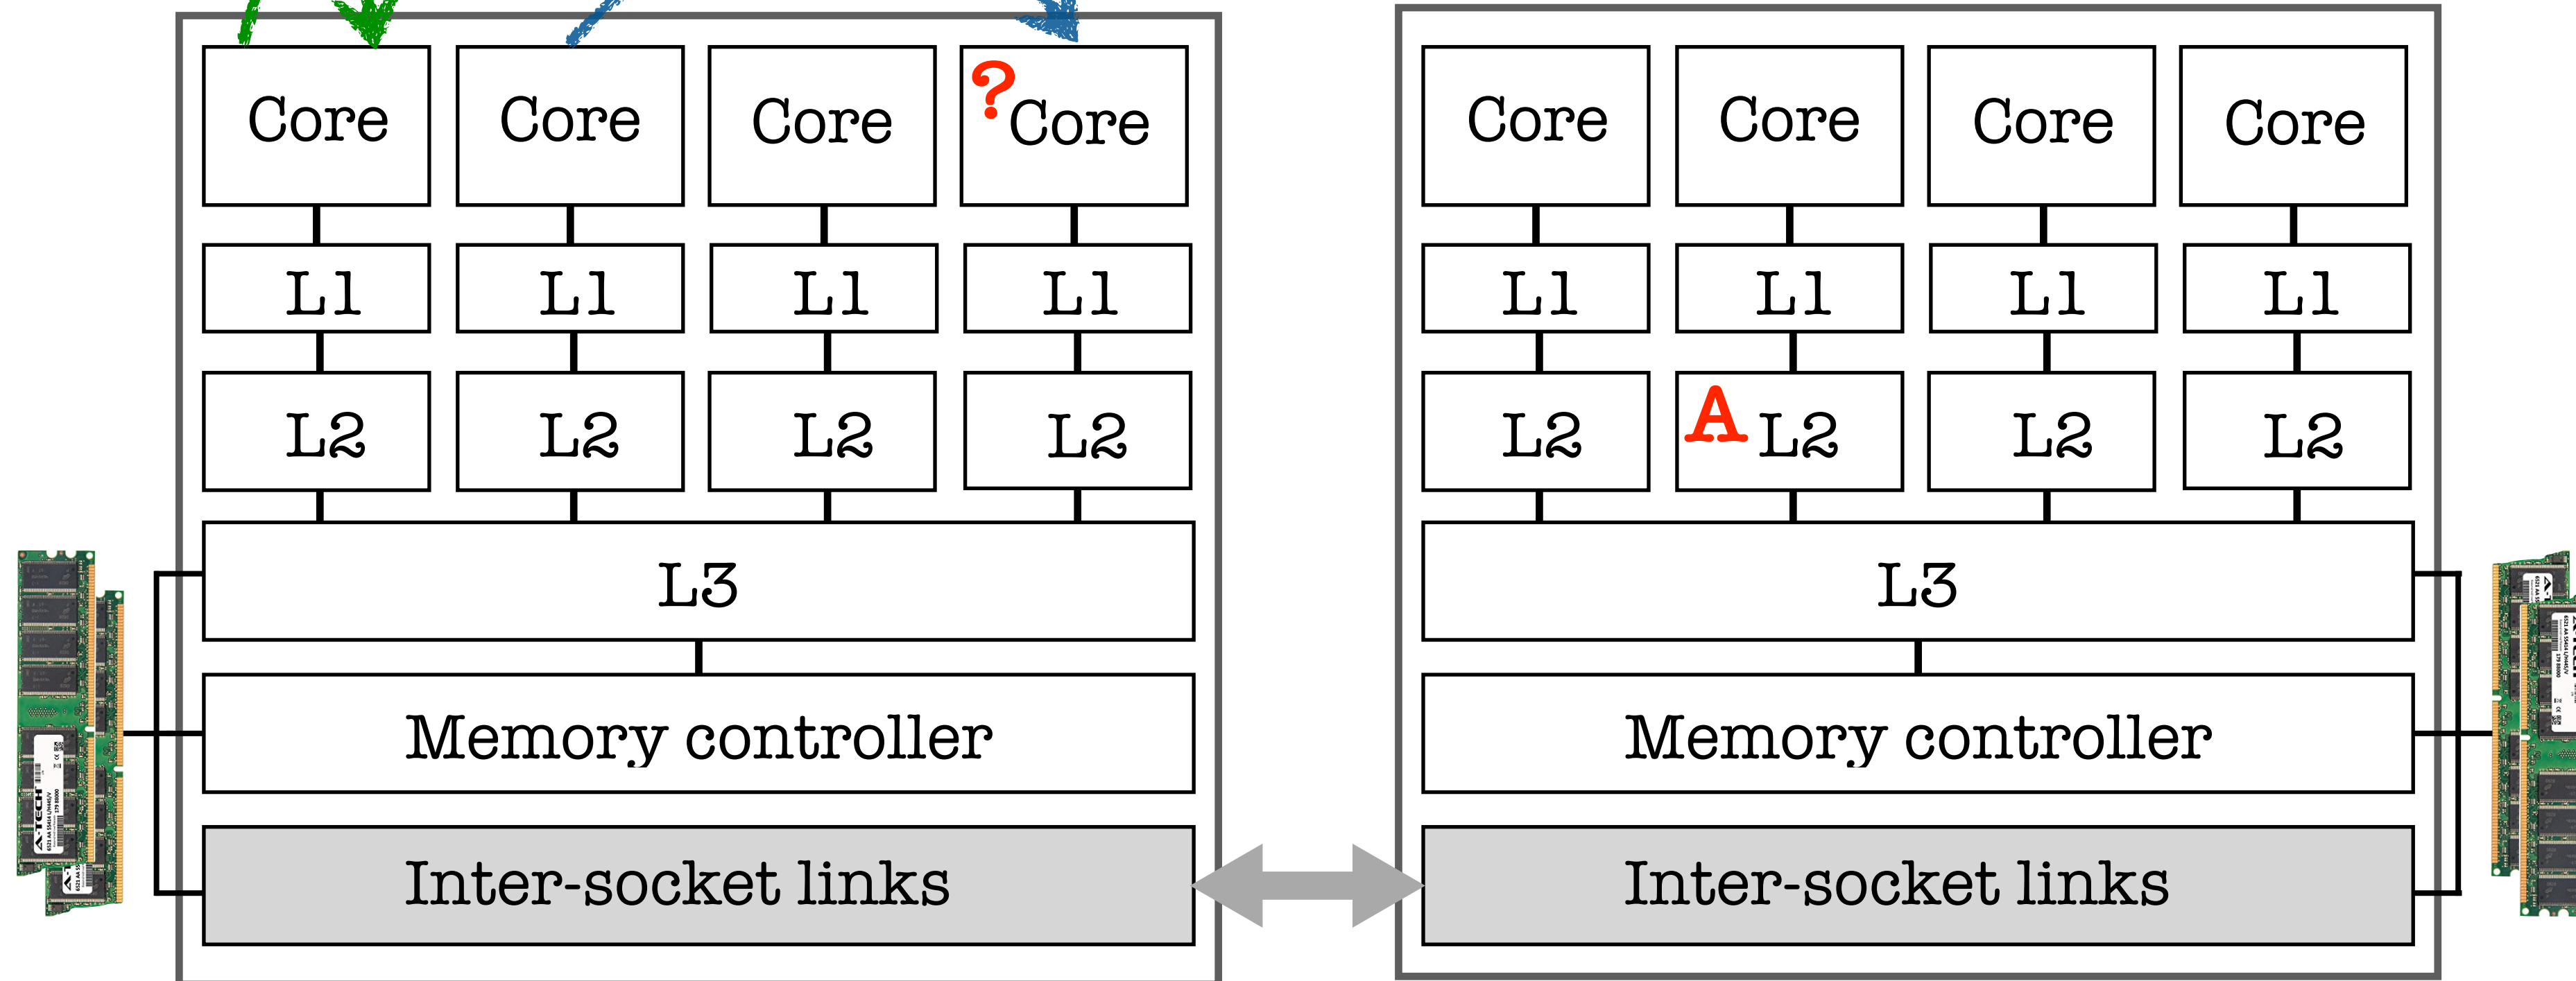 Core Core Core ? Core Core Core Core Core
L1 L1 L1 L1 L1 L1 L1 L1
L2 L2 L2 L2 L2 A L2 L2 L2
L3 L3
Memory controller Memory controller
Inter-socket links Inter-socket links
A-TECH